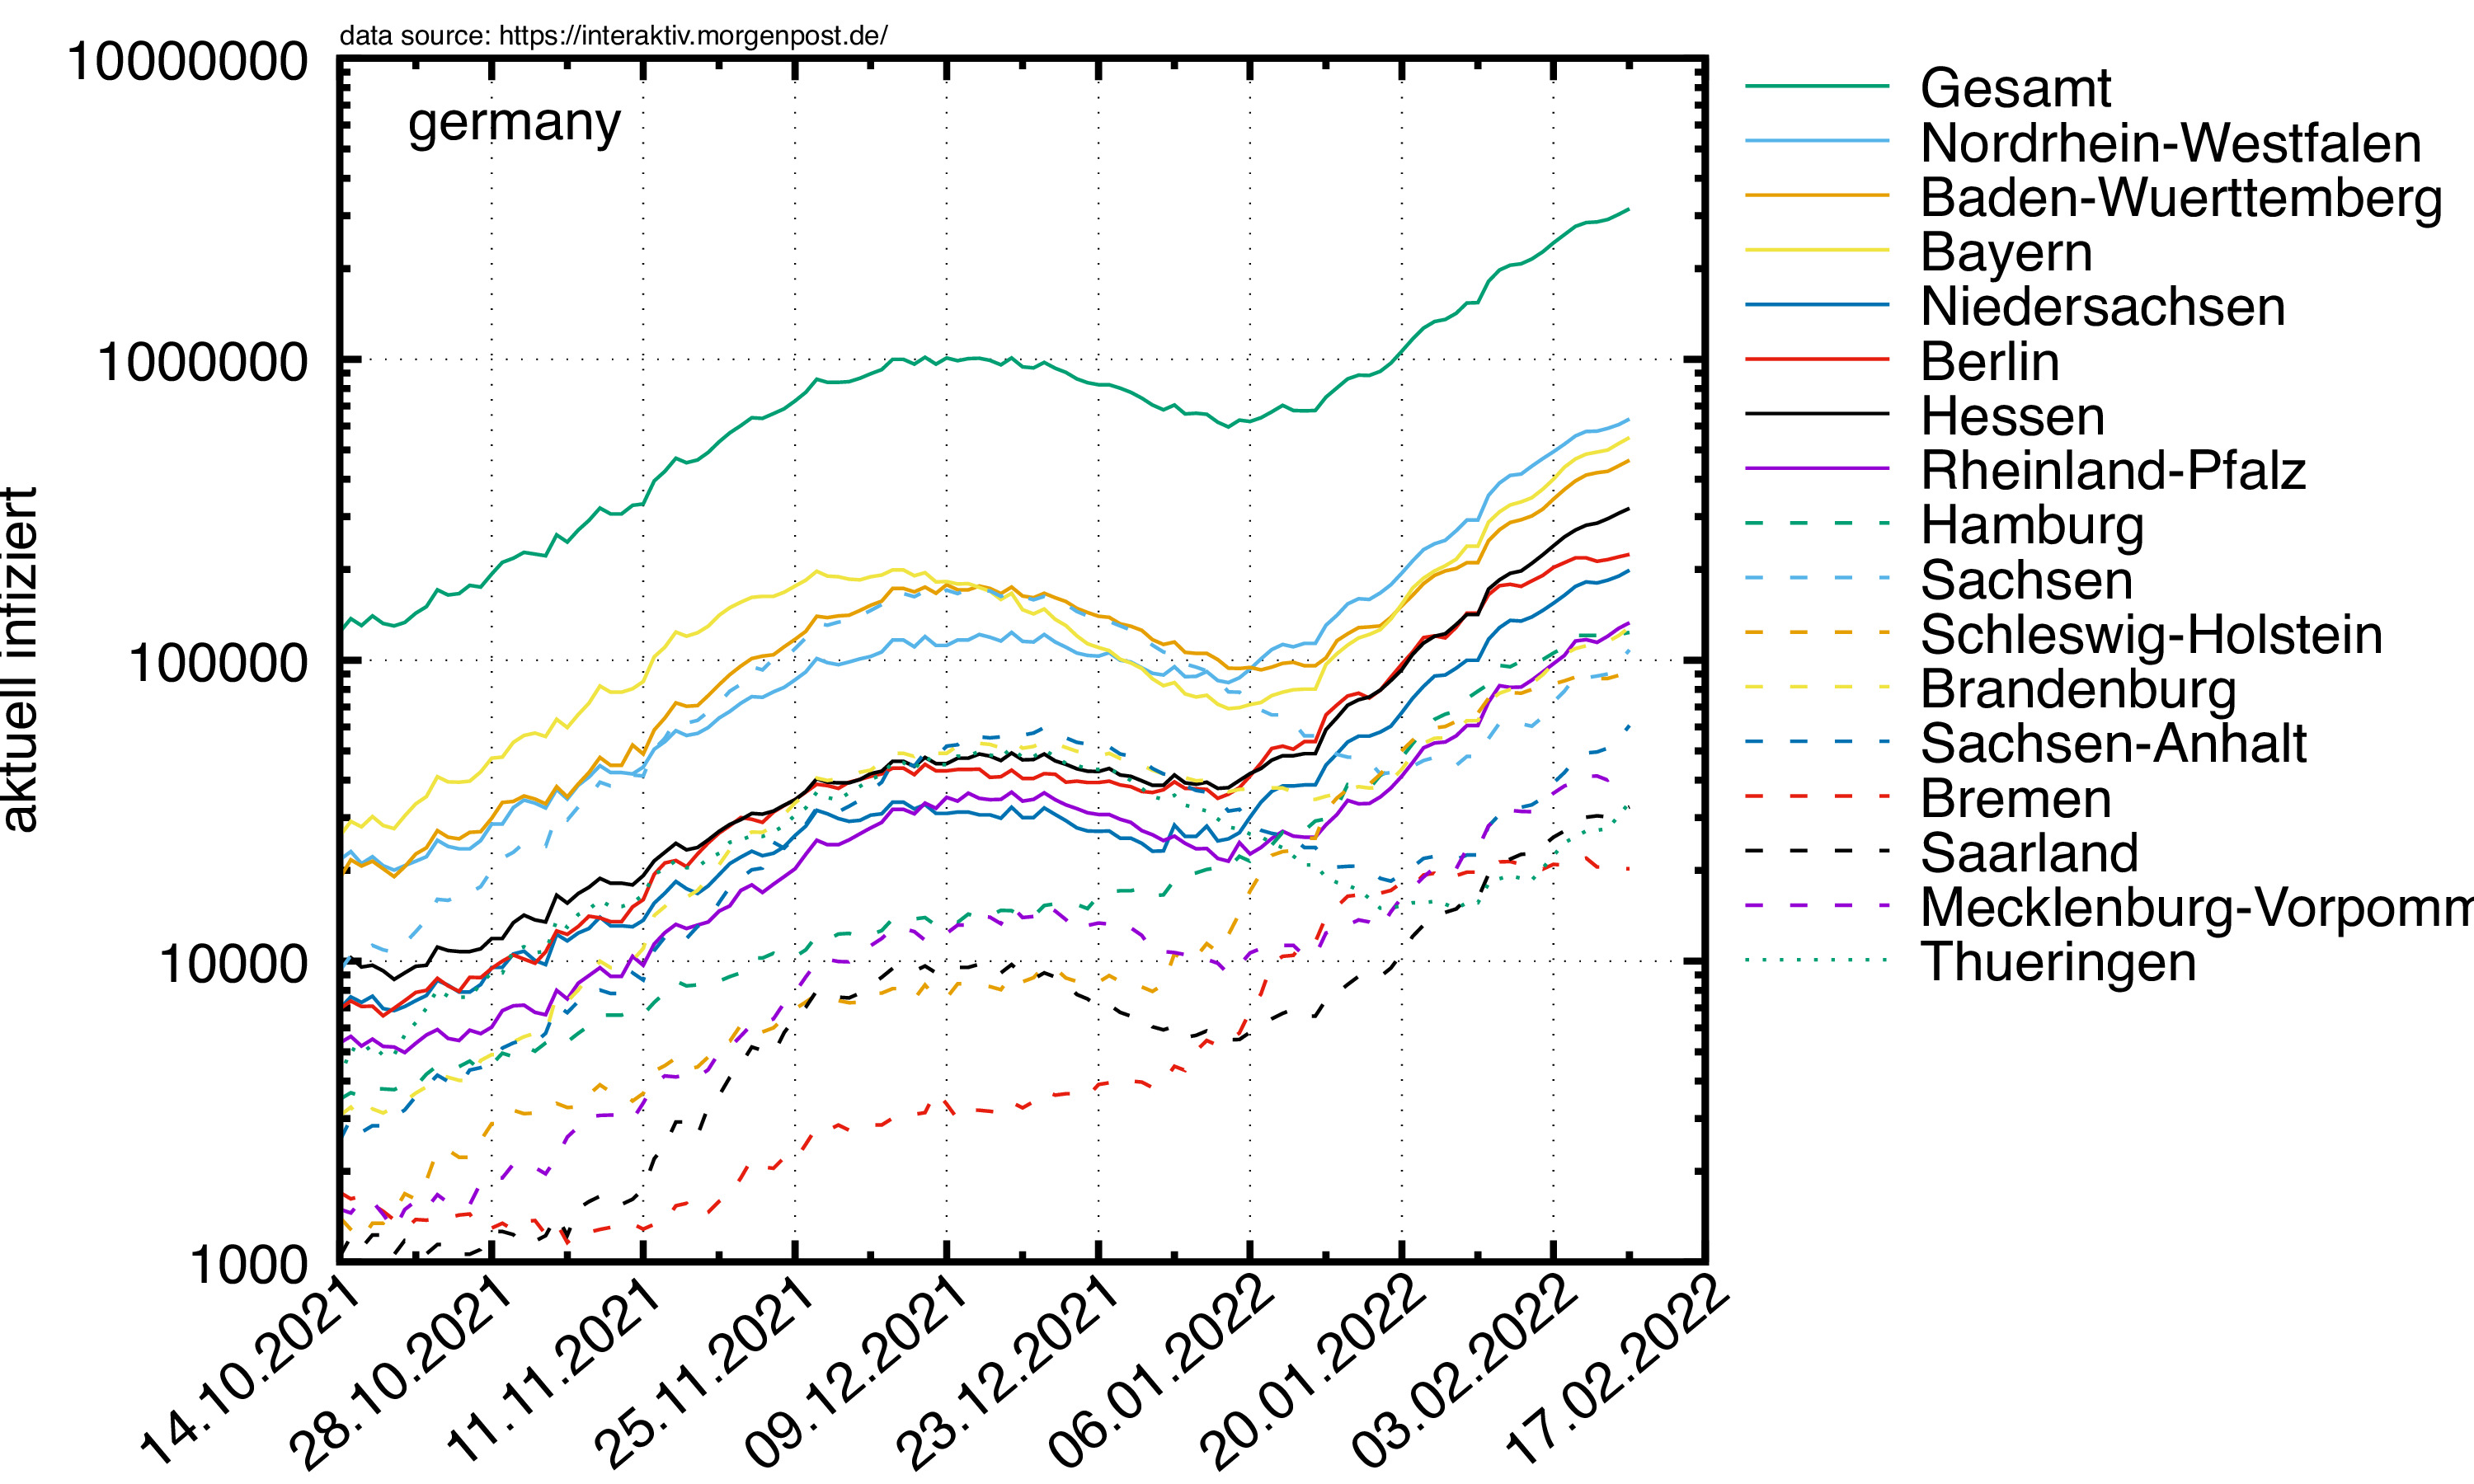 data source: https://interaktiv.morgenpost.de/
germany
aktuell infiziert
10000000
1000000
100000
10000
1000
14.10.2021
28.10.2021
11.11.2021
25.11.2021
09.12.2021
23.12.2021
06.01.2022
20.01.2022
03.02.2022
17.02.2022
Gesamt
Nordrhein-Westfalen
Baden-Wuerttemberg
Bayern
Niedersachsen
Berlin
Hessen
Rheinland-Pfalz
Hamburg
Sachsen
Schleswig-Holstein
Brandenburg
Sachsen-Anhalt
Bremen
Saarland
Mecklenburg-Vorpomm
Thueringen